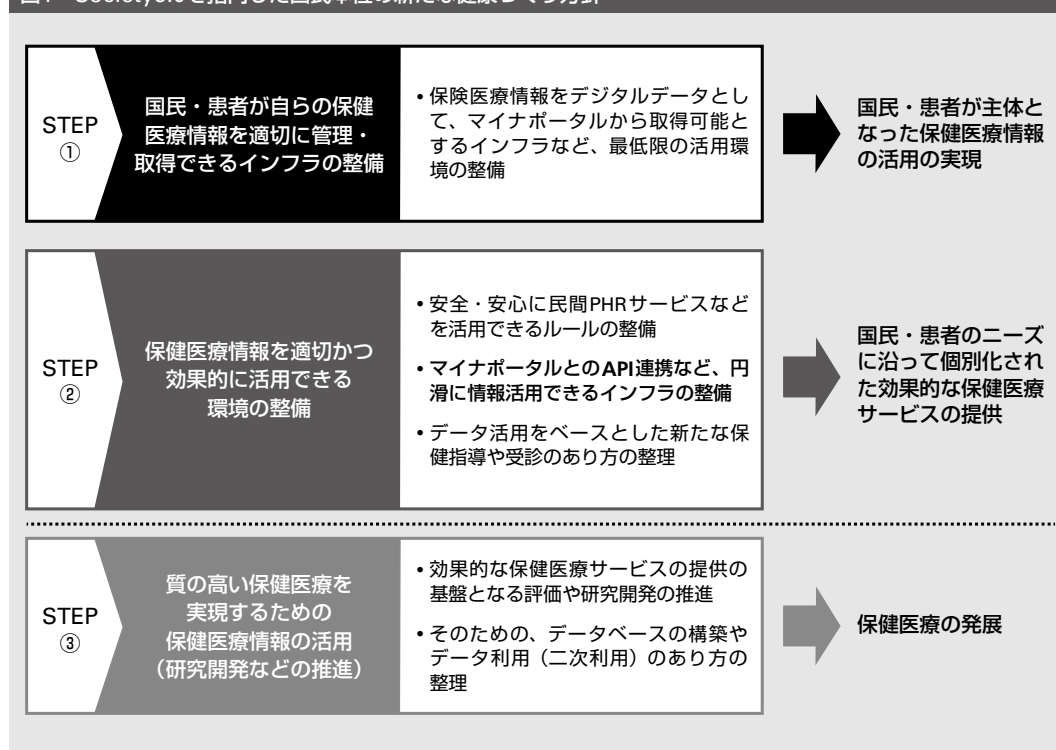 STEP
①
国民・患者が自らの保健
医療情報を適切に管理・
取得できるインフラの整備
•保険医療情報をデジタルデータとし
て、マイナポータルから取得可能と
するインフラなど、最低限の活用環
境の整備
国民・患者が主体と
なった保健医療情報
の活用の実現
STEP
②
保健医療情報を適切かつ
効果的に活用できる
環境の整備
•安全・安心に民間PHRサービスなど
を活用できるルールの整備
•マイナポータルとのAPI連携など、円
滑に情報活用できるインフラの整備
•データ活用をベースとした新たな保
健指導や受診のあり方の整理
国民・患者のニーズ
に沿って個別化され
た効果的な保健医療
サービスの提供
STEP
③
質の高い保健医療を
実現するための
保健医療情報の活用
（研究開発などの推進）
•効果的な保健医療サービスの提供の
基盤となる評価や研究開発の推進
•そのための、データベースの構築や
データ利用（二次利用）のあり方の
整理
保健医療の発展